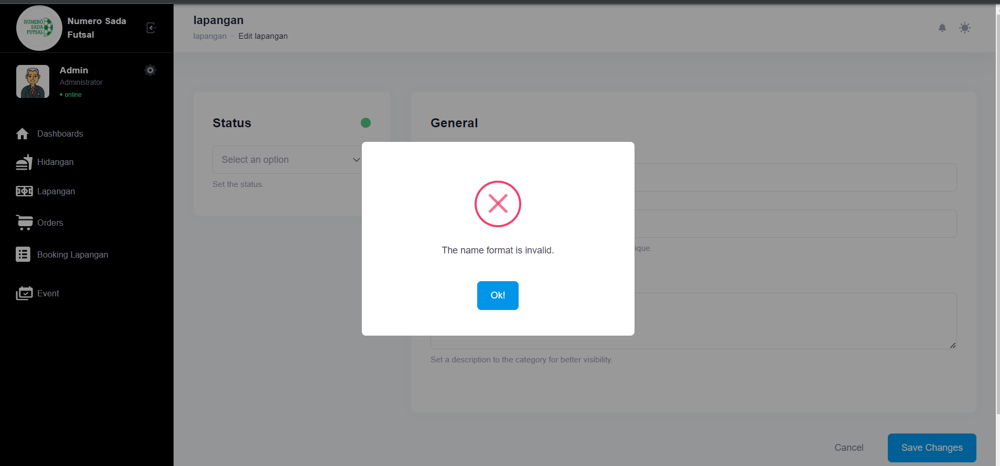 NUMERO
SADA
FUTSAL
Numero Sada
Futsal
Admin
Administrator
online
Dashboards
Hidangan
Lapangan
Orders
Booking Lapangan
Event
lapangan
lapangan - Edit lapangan
Status
Select an option
Set the status.
General
ique.
Set a description to the category for better visibility.
The name format is invalid.
Ok!
Cancel
Save Changes